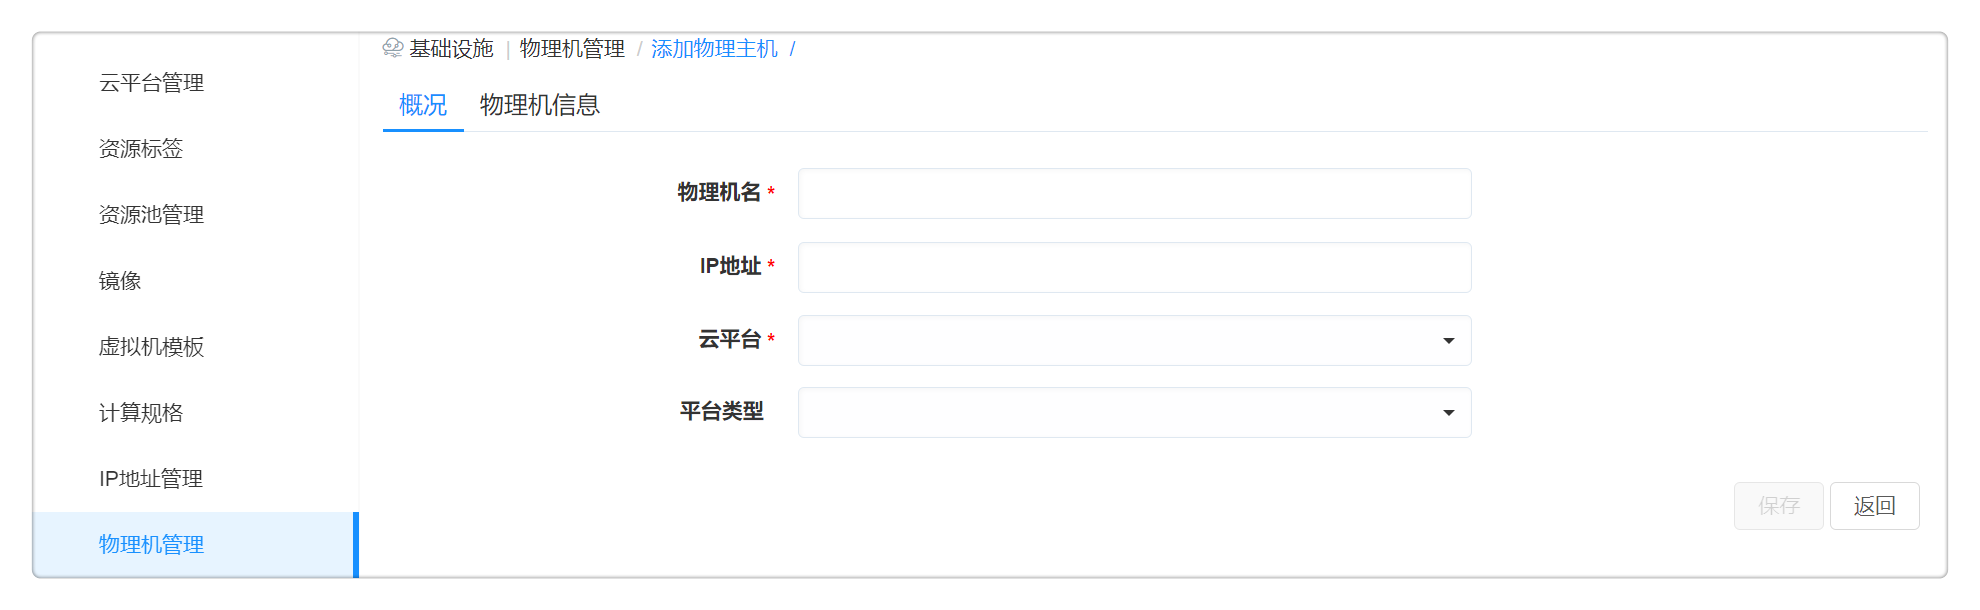 云平台管理
资源标签
资源池管理
镜像
虚拟机模板
计算规格
IP地址管理
物理机管理
基础设施 | 物理机管理 / 添加物理主机 /
概况 物理机信息
物理机名 *
IP地址 *
云平台 *
平台类型
保存 返回